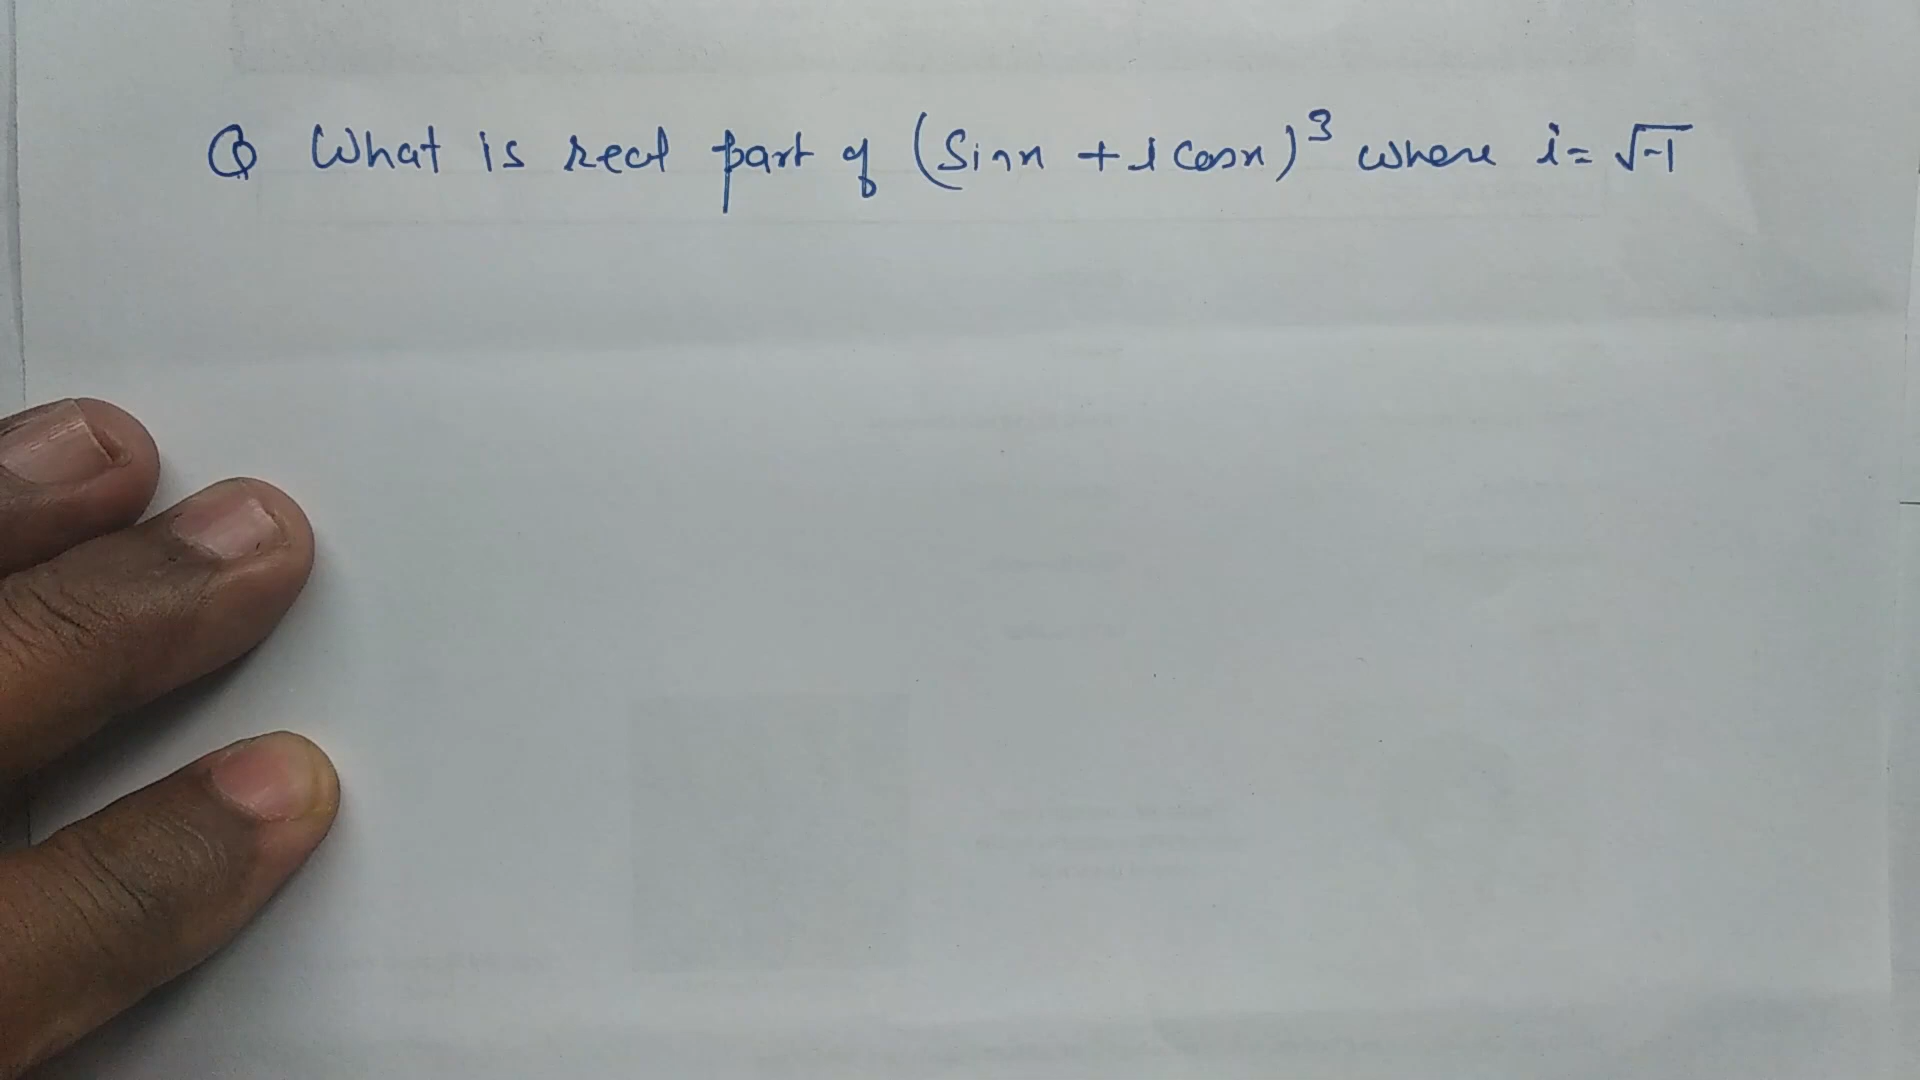 Q What is real part of (Sinx + i Cosx)³ where i = √-1